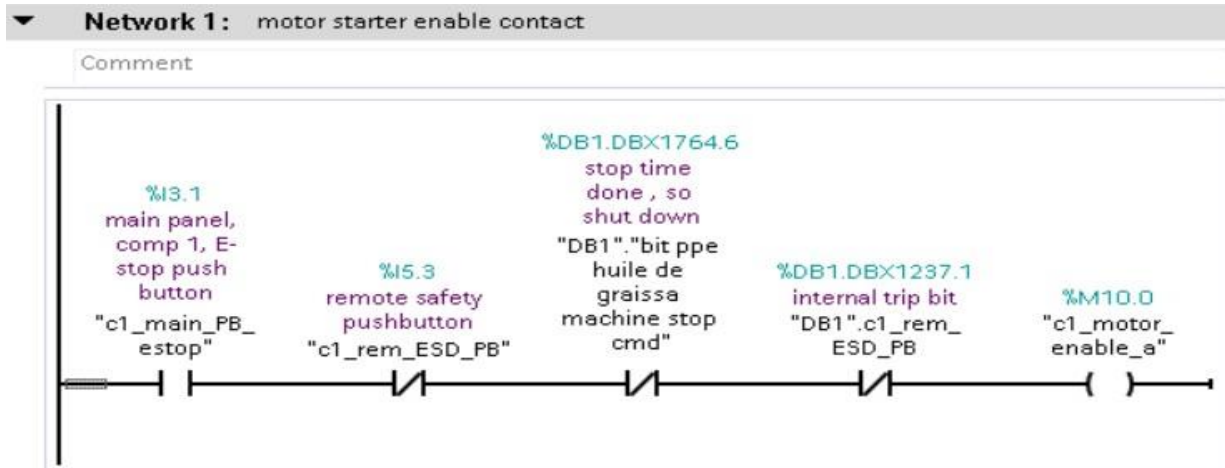 Network 1: motor starter enable contact
Comment
%I3.1
main panel,
comp 1, E-
stop push
button
"c1_main_PB_
estop"
%I5.3
remote safety
pushbutton
"c1_rem_ESD_PB"
%DB1.DBX1764.6
stop time
done , so
shut down
"DB1"."bit ppe
huile de
graissa
machine stop
cmd"
%DB1.DBX1237.1
internal trip bit
"DB1".c1_rem_
ESD_PB
%M10.0
"c1_motor_
enable_a"